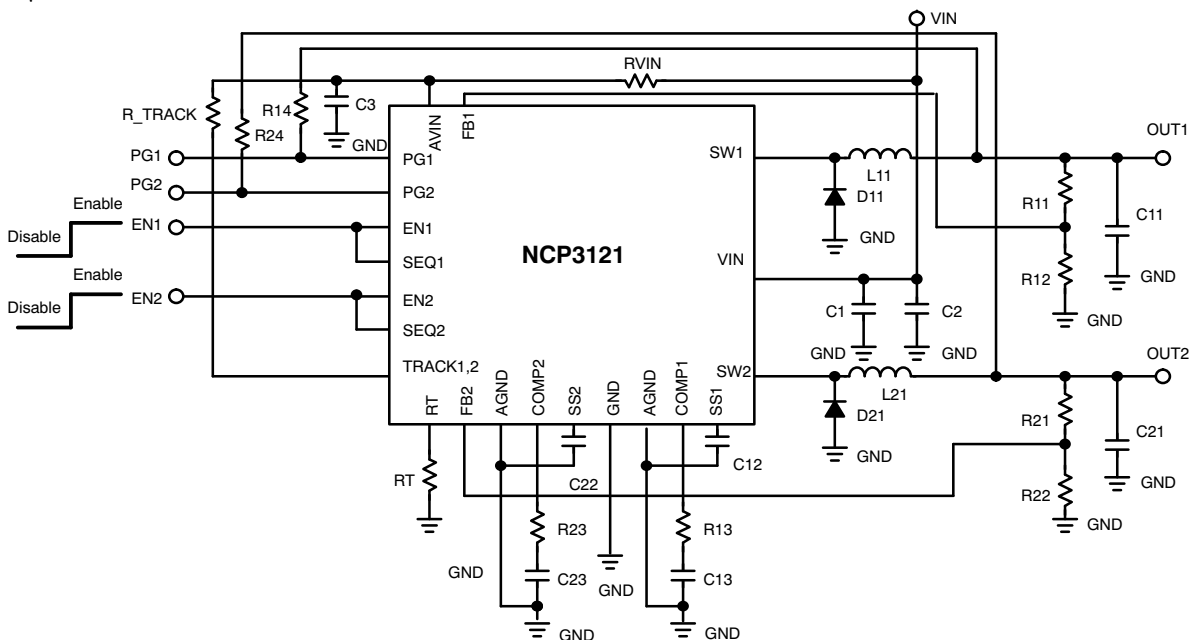 VIN
RVIN
R_TRACK
R14
C3
R24
GND
AVIN
FB1
PG1
PG1
SW1
L11
OUT1
PG2
PG2
D11
R11
C11
Enable
Disable
EN1
EN1
GND
SEQ1
NCP3121
VIN
R12
GND
Enable
Disable
EN2
EN2
C1
C2
GND
SEQ2
GND
GND
OUT2
TRACK1,2
SW2
L21
RT
FB2
AGND
COMP2
SS2
GND
AGND
COMP1
SS1
D21
R21
C21
GND
C12
RT
C22
R22
GND
GND
R23
R13
GND
C23
GND
C13
GND
GND